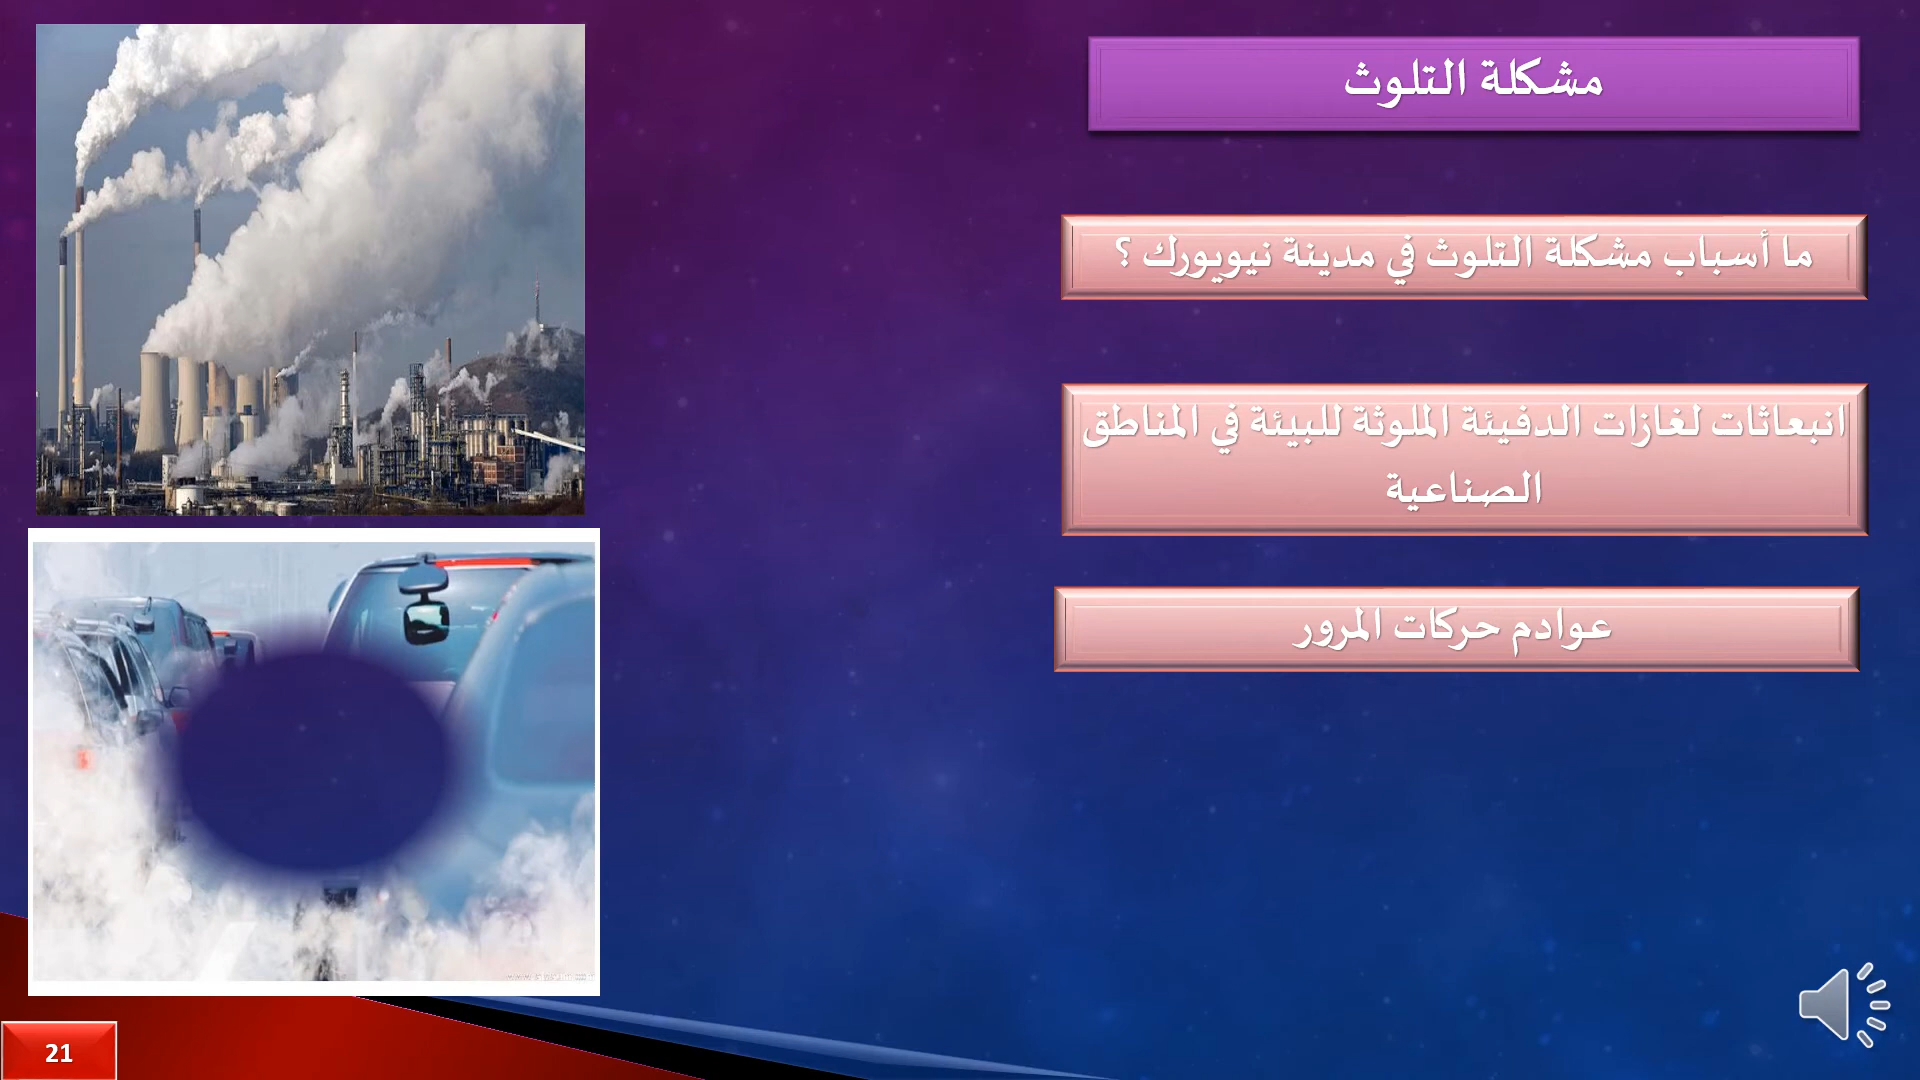 مشكلة التلوث
ما أسباب مشكلة التلوث في مدينة نيويورك ؟
انبعاثات لغازات الدفيئة الملوثة للبيئة في المناطق
الصناعية
عوادم حركات المرور
21